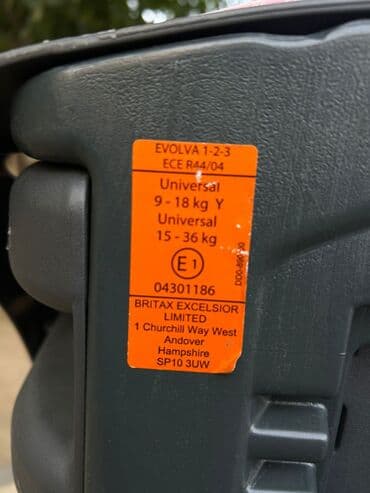 EVOLVA 1-2-3
ECE R44/04
Universal
9 - 18 kg Y
Universal
15 - 36 kg
E1
04301186
BRITAX EXCELSIOR
LIMITED
1 Churchill Way West
Andover
Hampshire
SP10 3UW